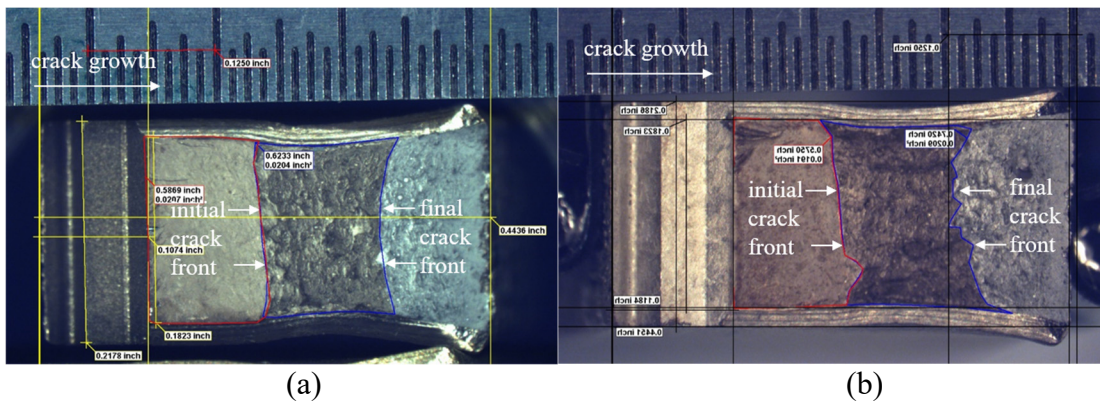 crack growth
0.1250 inch
0.6233 inch
0.0204 inch²
0.5869 inch
0.0207 inch²
initial
crack
front
final
crack
front
0.4436 inch
0.1074 inch
0.1823 inch
0.2178 inch
(a)
crack growth
0.1250 inch
0.2186 inch
0.1823 inch
0.5750 inch
0.0191 inch²
0.7420 inch
0.0209 inch²
initial
crack
front
final
crack
front
0.1184 inch
0.4451 inch
(b)